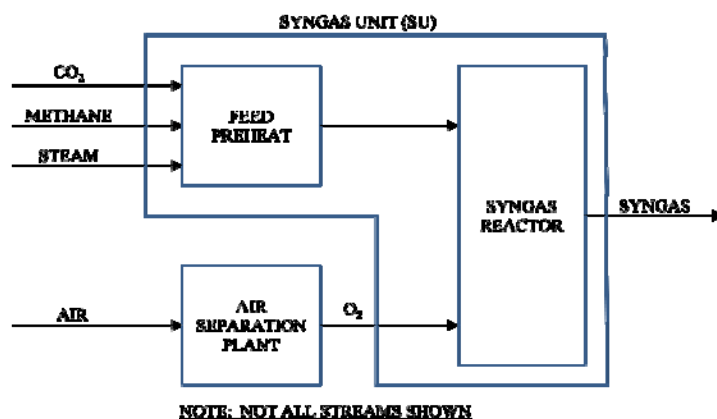 SYNGAS UNIT (SU)
CO₂
METHANE
STEAM
FEED
PREHEAT
SYNGAS
REACTOR
SYNGAS
AIR
AIR
SEPARATION
PLANT
O₂
NOTE: NOT ALL STREAMS SHOWN